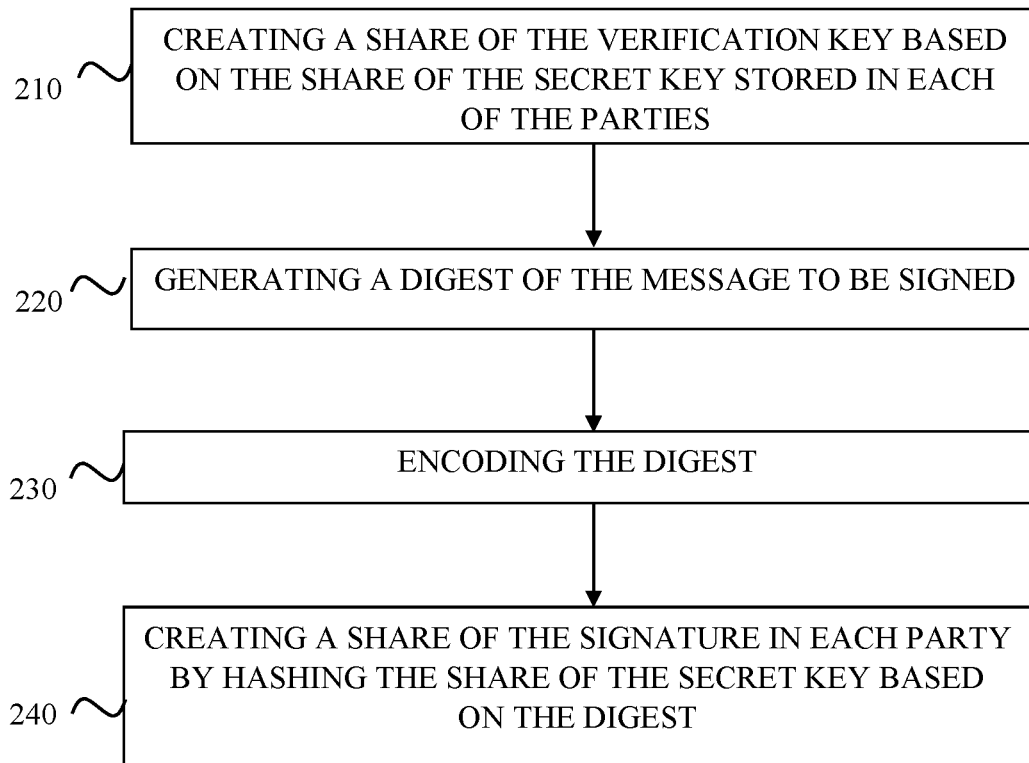 CREATING A SHARE OF THE VERIFICATION KEY BASED
ON THE SHARE OF THE SECRET KEY STORED IN EACH
OF THE PARTIES
210
GENERATING A DIGEST OF THE MESSAGE TO BE SIGNED
220
ENCODING THE DIGEST
230
CREATING A SHARE OF THE SIGNATURE IN EACH PARTY
BY HASHING THE SHARE OF THE SECRET KEY BASED
ON THE DIGEST
240